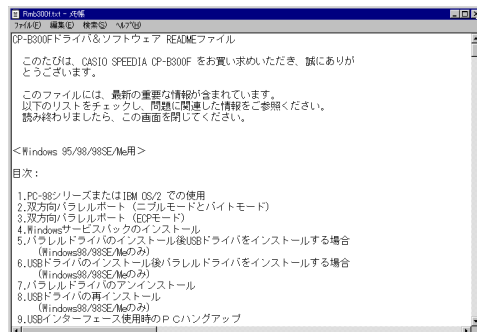 Rmb300f.txt - メモ帳
ファイル(F) 編集(E) 検索(S) ヘルプ(H)
CP-B300Fドライバ＆ソフトウェア READMEファイル
このたびは、CASIO SPEEDIA CP-B300F をお買い求めいただき、誠にありが
とうございます。
このファイルには、最新の重要な情報が含まれています。
以下のリストをチェックし、問題に関連した情報をご参照ください。
読み終わりましたら、この画面を閉じてください。
＜Windows 95/98/98SE/Me用＞
目次：
1.PC-98シリーズまたはIBM OS/2 での使用
2.双方向パラレルポート（ニブルモードとバイトモード）
3.双方向パラレルポート（ECPモード）
4.Windowsサービスパックのインストール
5.パラレルドライバのインストール後USBドライバをインストールする場合
（Windows98/98SE/Meのみ）
6.USBドライバのインストール後パラレルドライバをインストールする場合
（Windows98/98SE/Meのみ）
7.パラレルドライバのアンインストール
8.USBドライバの再インストール
（Windows98/98SE/Meのみ）
9.USBインターフェース使用時のＰＣハングアップ